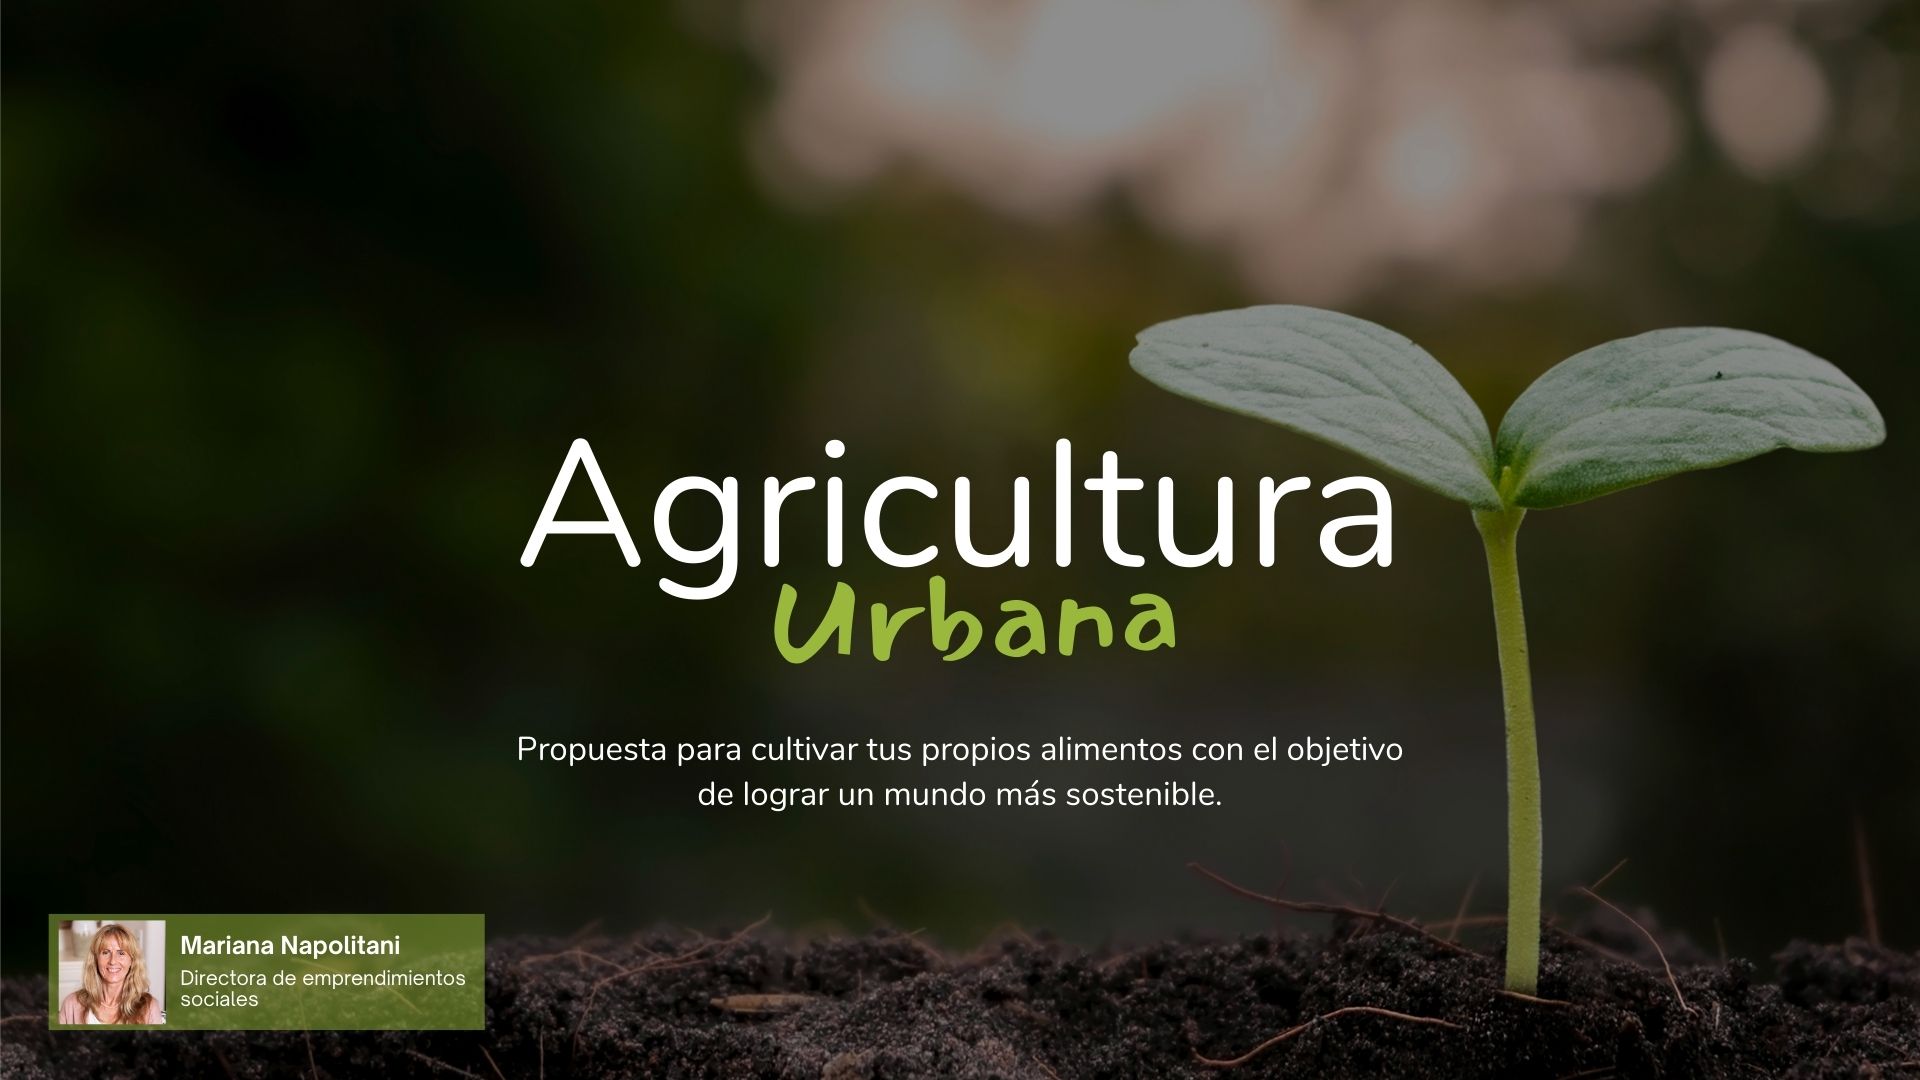 Agricultura
Urbana
Propuesta para cultivar tus propios alimentos con el objetivo
de lograr un mundo más sostenible.
Mariana Napolitani
Directora de emprendimientos
sociales